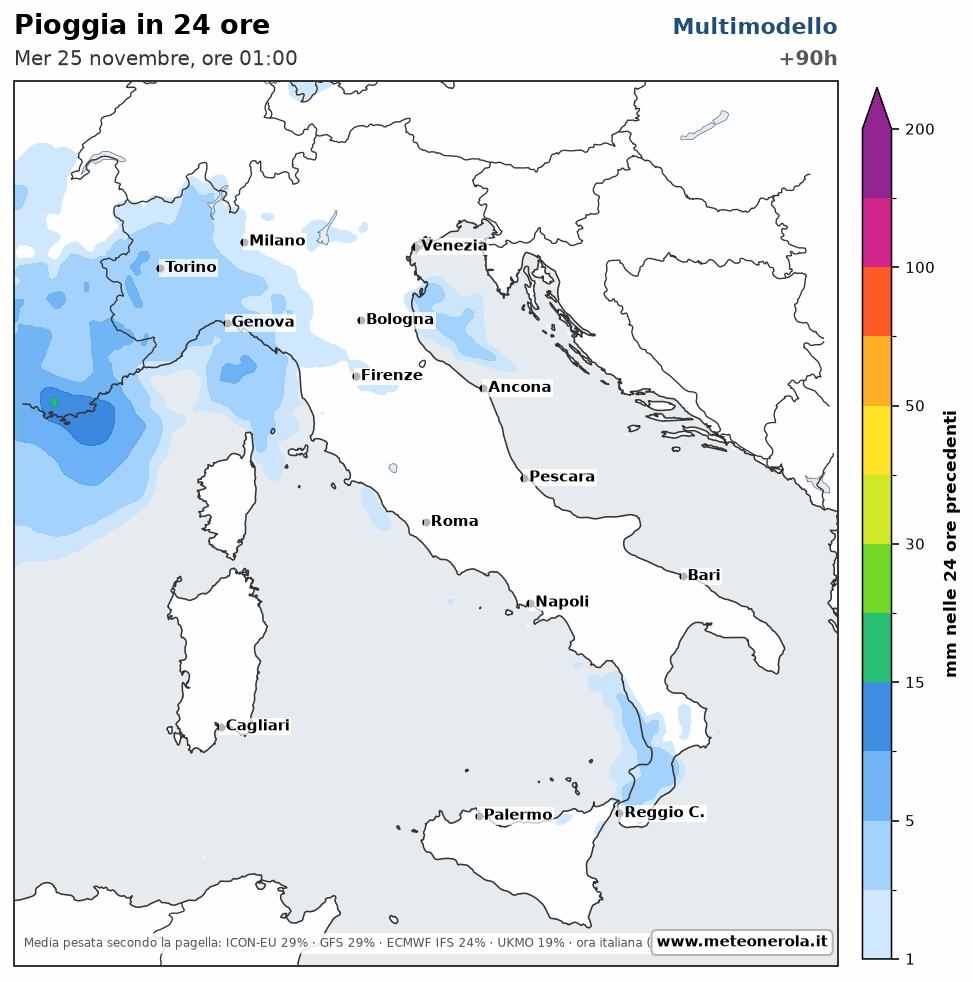 Pioggia in 24 ore
Multimodello
Mer 25 novembre, ore 01:00
+90h
Milano
Venezia
Torino
Genova
Bologna
Firenze
Ancona
Pescara
Roma
Bari
Napoli
Cagliari
Palermo
Reggio C.
200
100
50
30
15
5
1
mm nelle 24 ore precedenti
Media pesata secondo la pagella: ICON-EU 29% · GFS 29% · ECMWF IFS 24% · UKMO 19% · ora italiana (
www.meteonerola.it